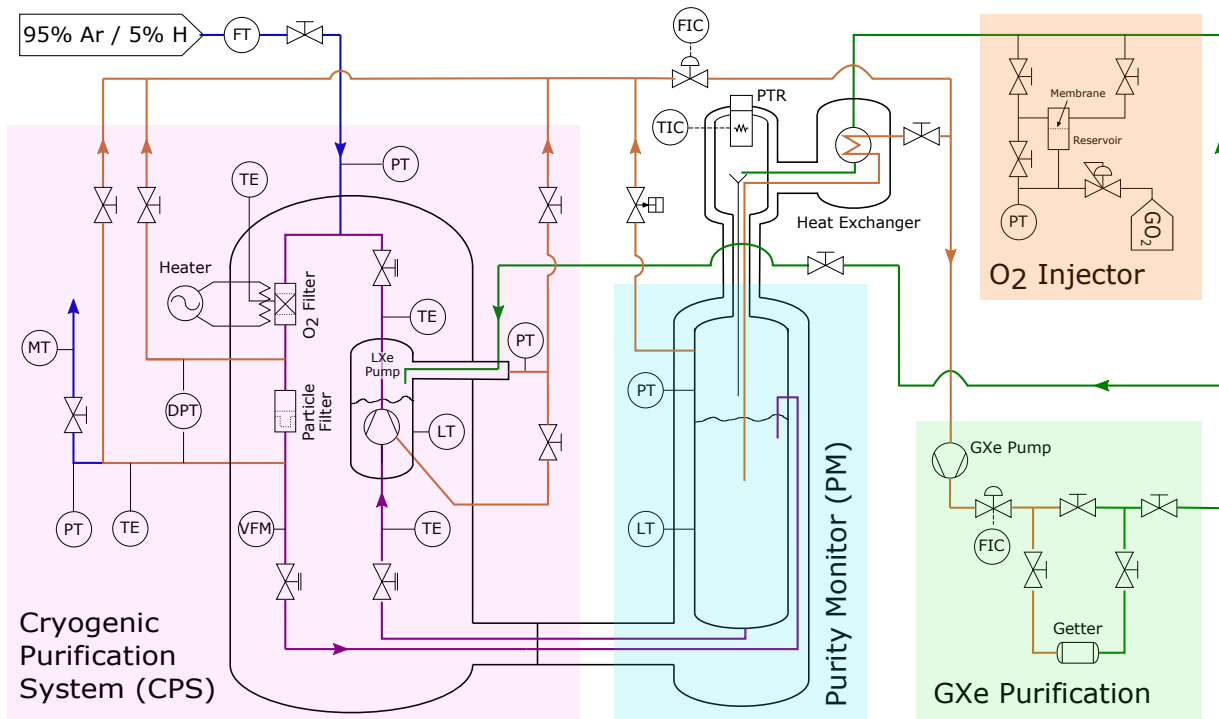 95% Ar / 5% H
FT
FIC
PTR
TIC
Membrane
Reservoir
PT
GO2
O2 Injector
PT
TE
Heat Exchanger
Heater
O2 Filter
TE
MT
LXe
Pump
PT
PT
DPT
Particle
Filter
LT
GXe Pump
PT
TE
VFM
TE
LT
FIC
Getter
Cryogenic
Purification
System (CPS)
Purity Monitor (PM)
GXe Purification